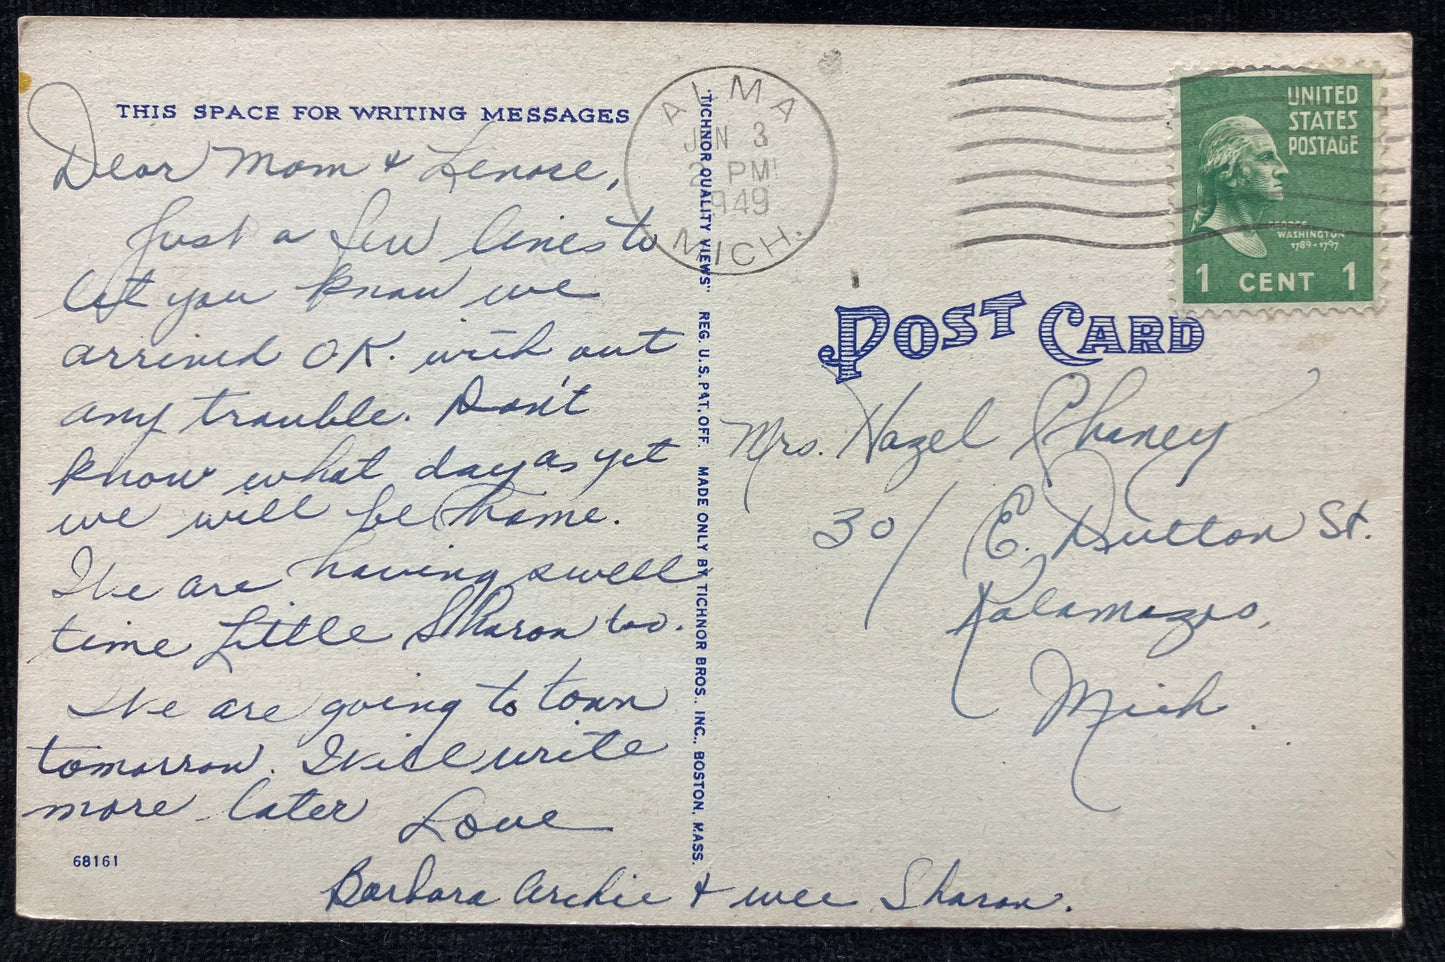 THIS SPACE FOR WRITING MESSAGES
Dear Mom & Lenose,
Just a few lines to
let you know we
arrived OK. with out
any trouble. Don't
know what day as yet
we will be home.
We are having swell
time Little Sharon too.
We are going to town
tomorrow. Will write
more later
Love
Barbara Archie & wee Sharon.
68161
"TICHNOR QUALITY VIEWS" REG. U.S. PAT. OFF. MADE ONLY BY TICHNOR BROS., INC., BOSTON, MASS.
ALMA
JUN 3
2 PM
1949
MICH.
UNITED
STATES
POSTAGE
GEORGE
WASHINGTON
1789-1797
1 CENT 1
POST CARD
Mrs. Hazel Chaney
301 E. Dutton St.
Kalamazoo,
Mich.